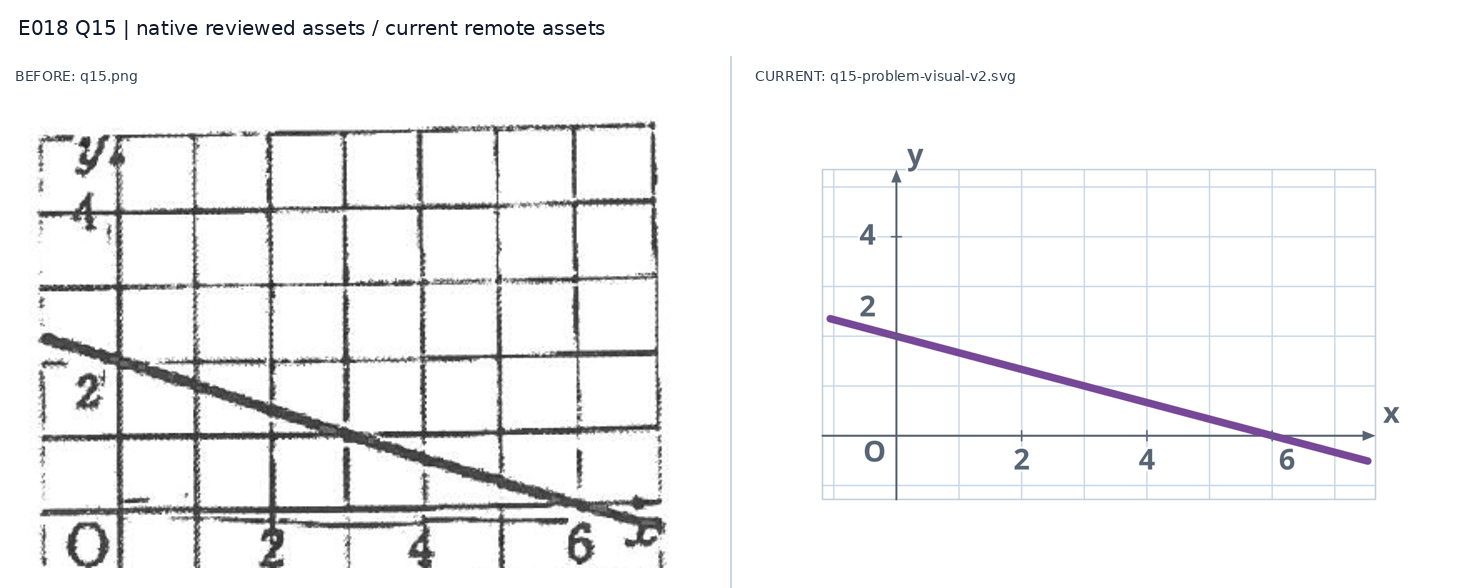 E018 Q15 | native reviewed assets / current remote assets
BEFORE: q15.png
CURRENT: q15-problem-visual-v2.svg
y
4
2
O
2
4
6
x
y
4
2
x
O
2
4
6